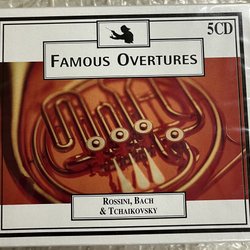 5CD
Famous Overtures
Rossini, Bach
& Tchaikovsky